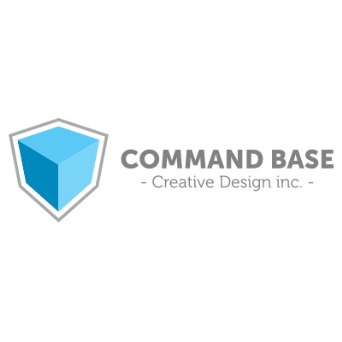 COMMAND BASE
- Creative Design inc. -